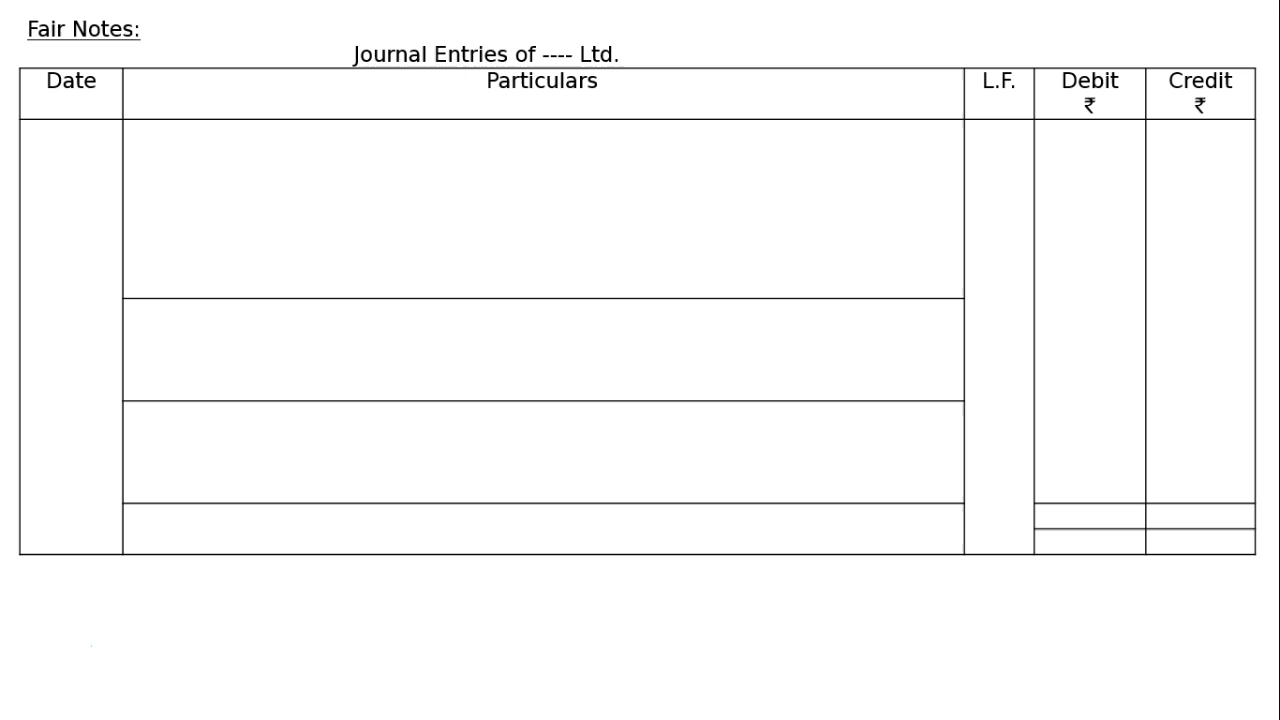 Fair Notes:
Journal Entries of ---- Ltd.
Date Particulars L.F. Debit Credit
₹ ₹